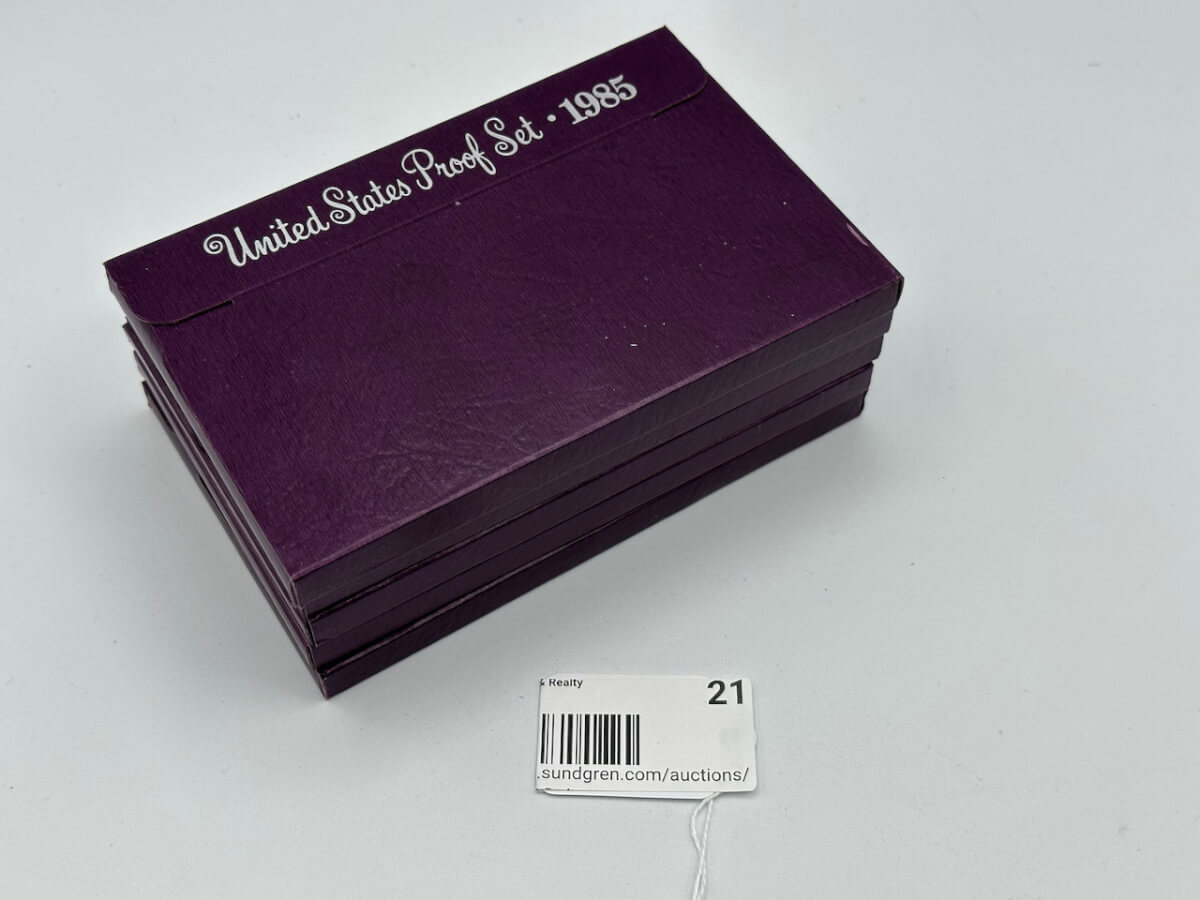 United States Proof Set • 1985
& Realty
21
.sundgren.com/auctions/